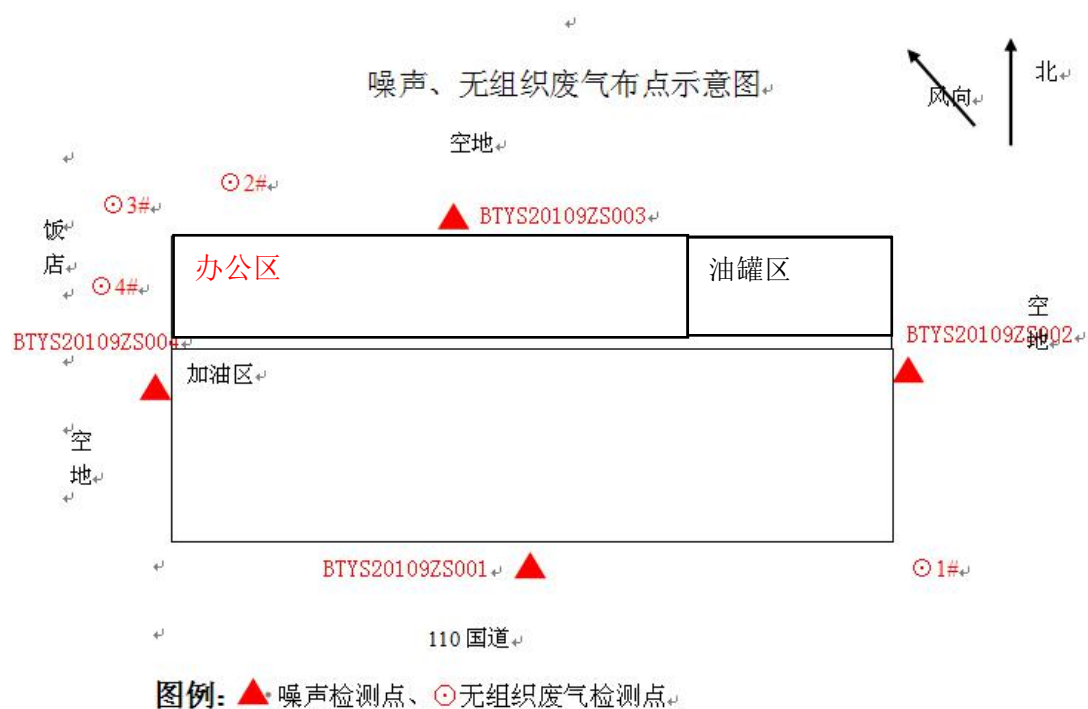 噪声、无组织废气布点示意图
北
风向
空地
⊙2#
⊙3#
BTYS20109ZS003
饭店
办公区
油罐区
⊙4#
空地
BTYS20109ZS004
BTYS20109ZS002
加油区
空地
BTYS20109ZS001
⊙1#
110 国道
图例: ▲ 噪声检测点、⊙无组织废气检测点